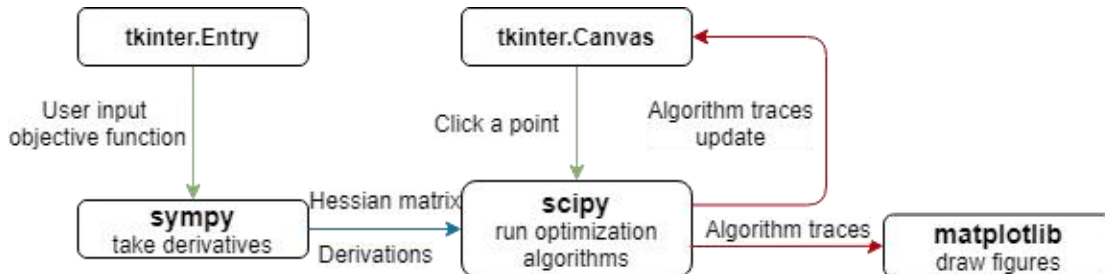 tkinter.Entry
tkinter.Canvas
User input
objective function
Click a point
Algorithm traces
update
sympy
take derivatives
Hessian matrix
Derivations
scipy
run optimization
algorithms
Algorithm traces
matplotlib
draw figures